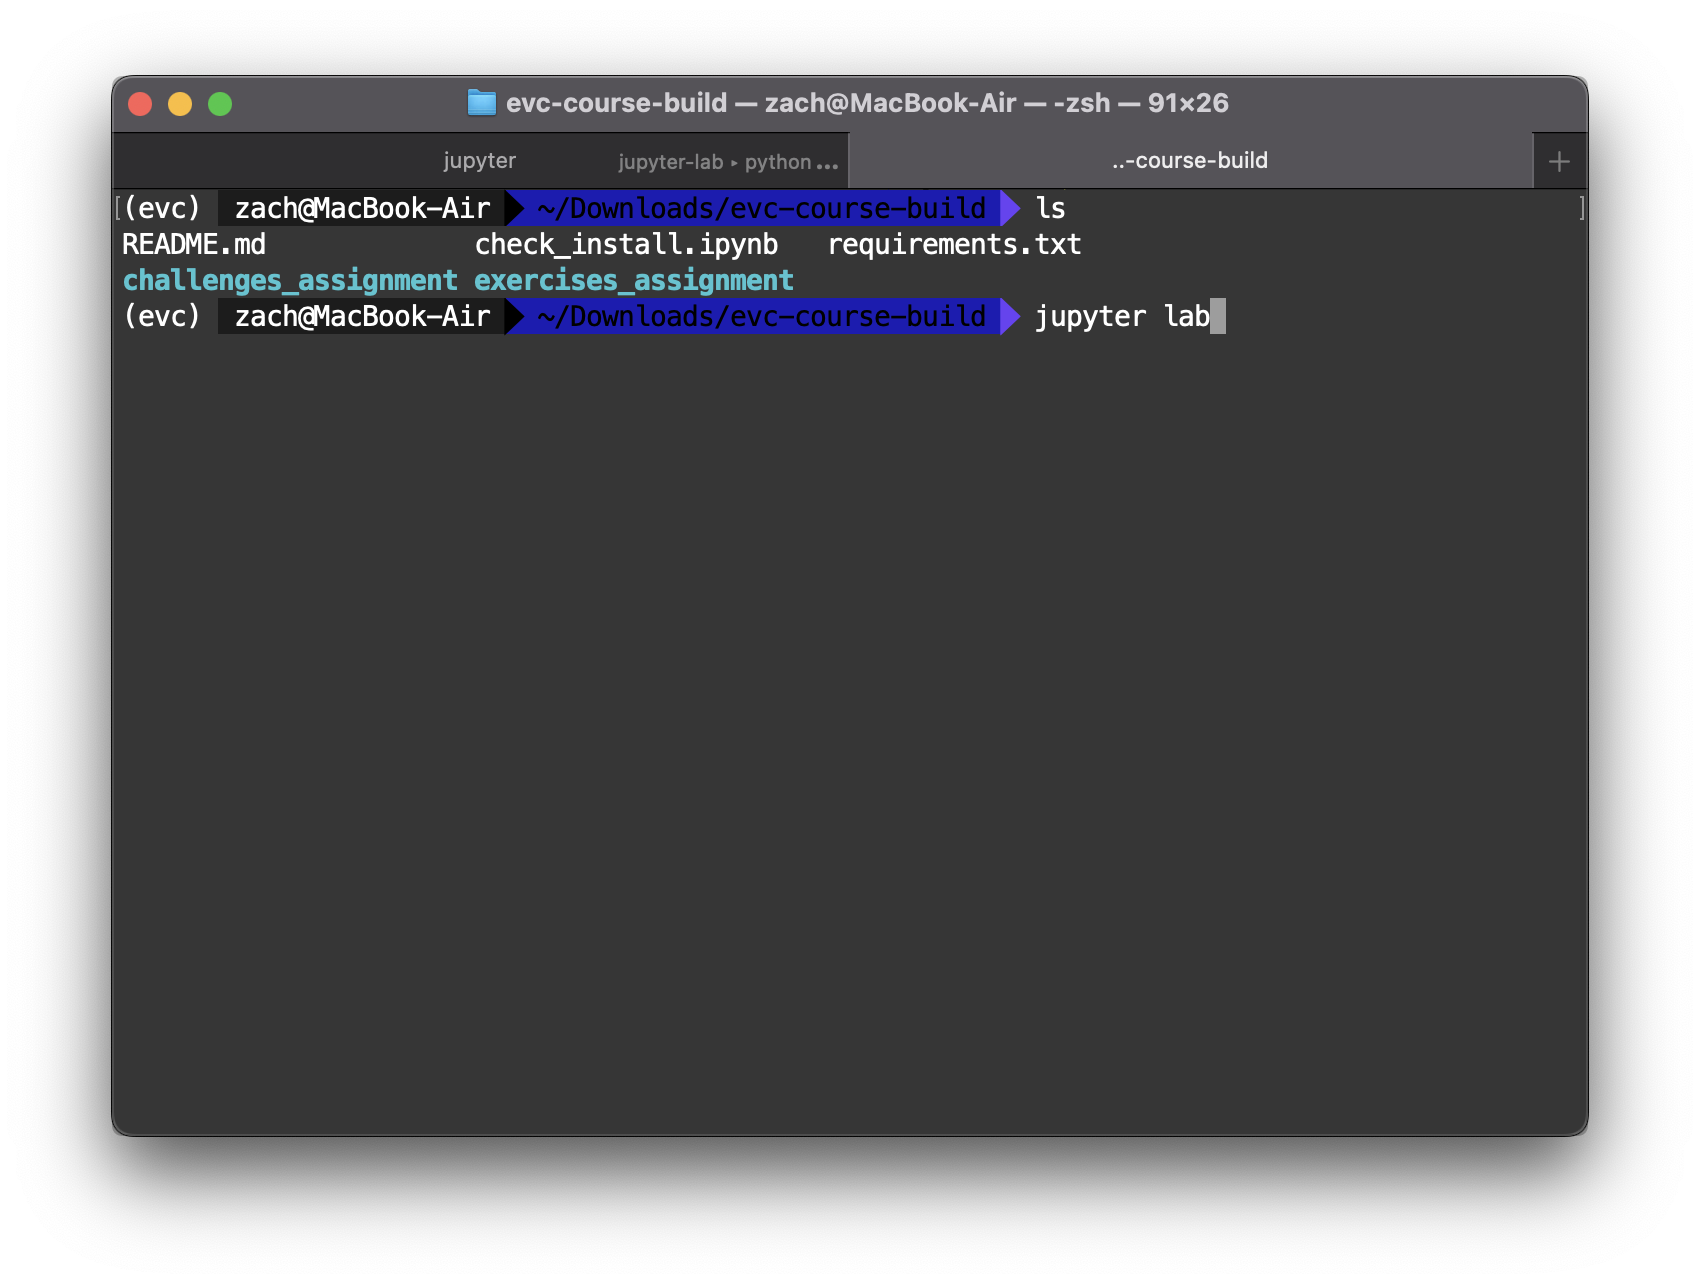 evc-course-build — zach@MacBook-Air — -zsh — 91×26
jupyter jupyter-lab ▸ python ... ..-course-build +
[(evc) zach@MacBook-Air ~/Downloads/evc-course-build ls ]
README.md check_install.ipynb requirements.txt
challenges_assignment exercises_assignment
(evc) zach@MacBook-Air ~/Downloads/evc-course-build jupyter lab